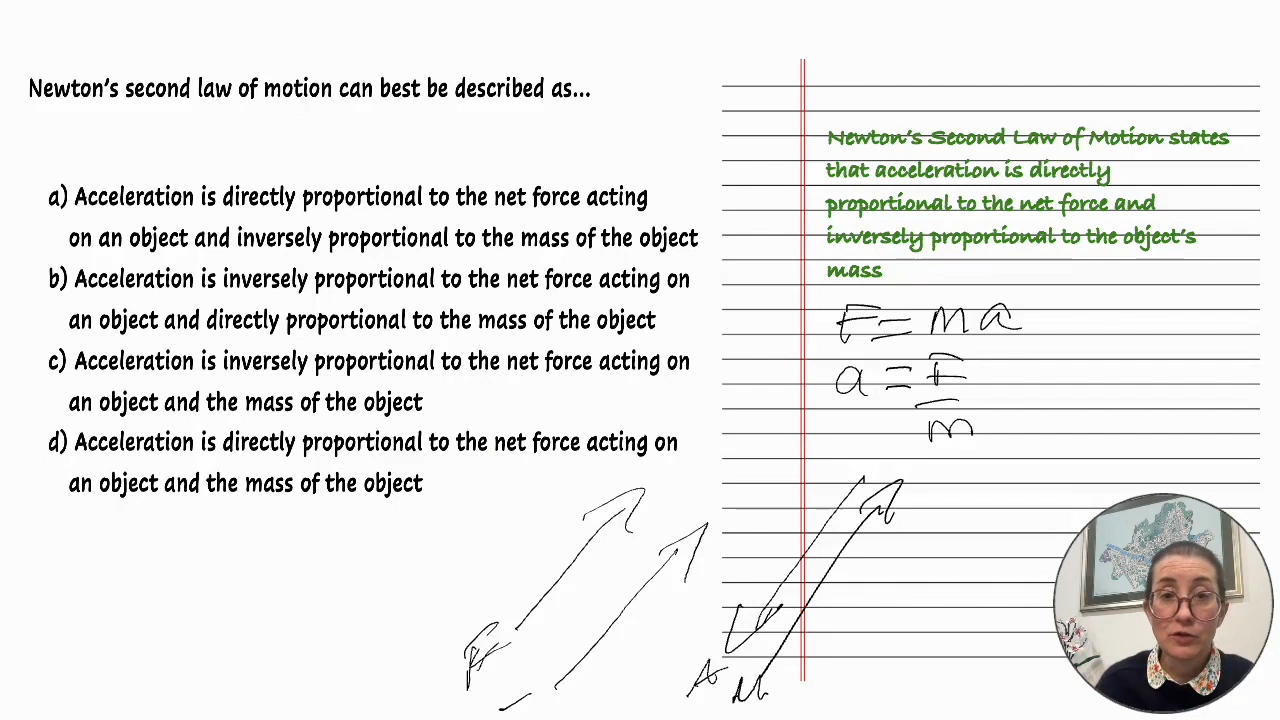 Newton's second law of motion can best be described as...
a) Acceleration is directly proportional to the net force acting
on an object and inversely proportional to the mass of the object
b) Acceleration is inversely proportional to the net force acting on
an object and directly proportional to the mass of the object
c) Acceleration is inversely proportional to the net force acting on
an object and the mass of the object
d) Acceleration is directly proportional to the net force acting on
an object and the mass of the object
Newton's Second Law of Motion states
that acceleration is directly
proportional to the net force and
inversely proportional to the object's
mass
F = ma
a = F
m
F
A M